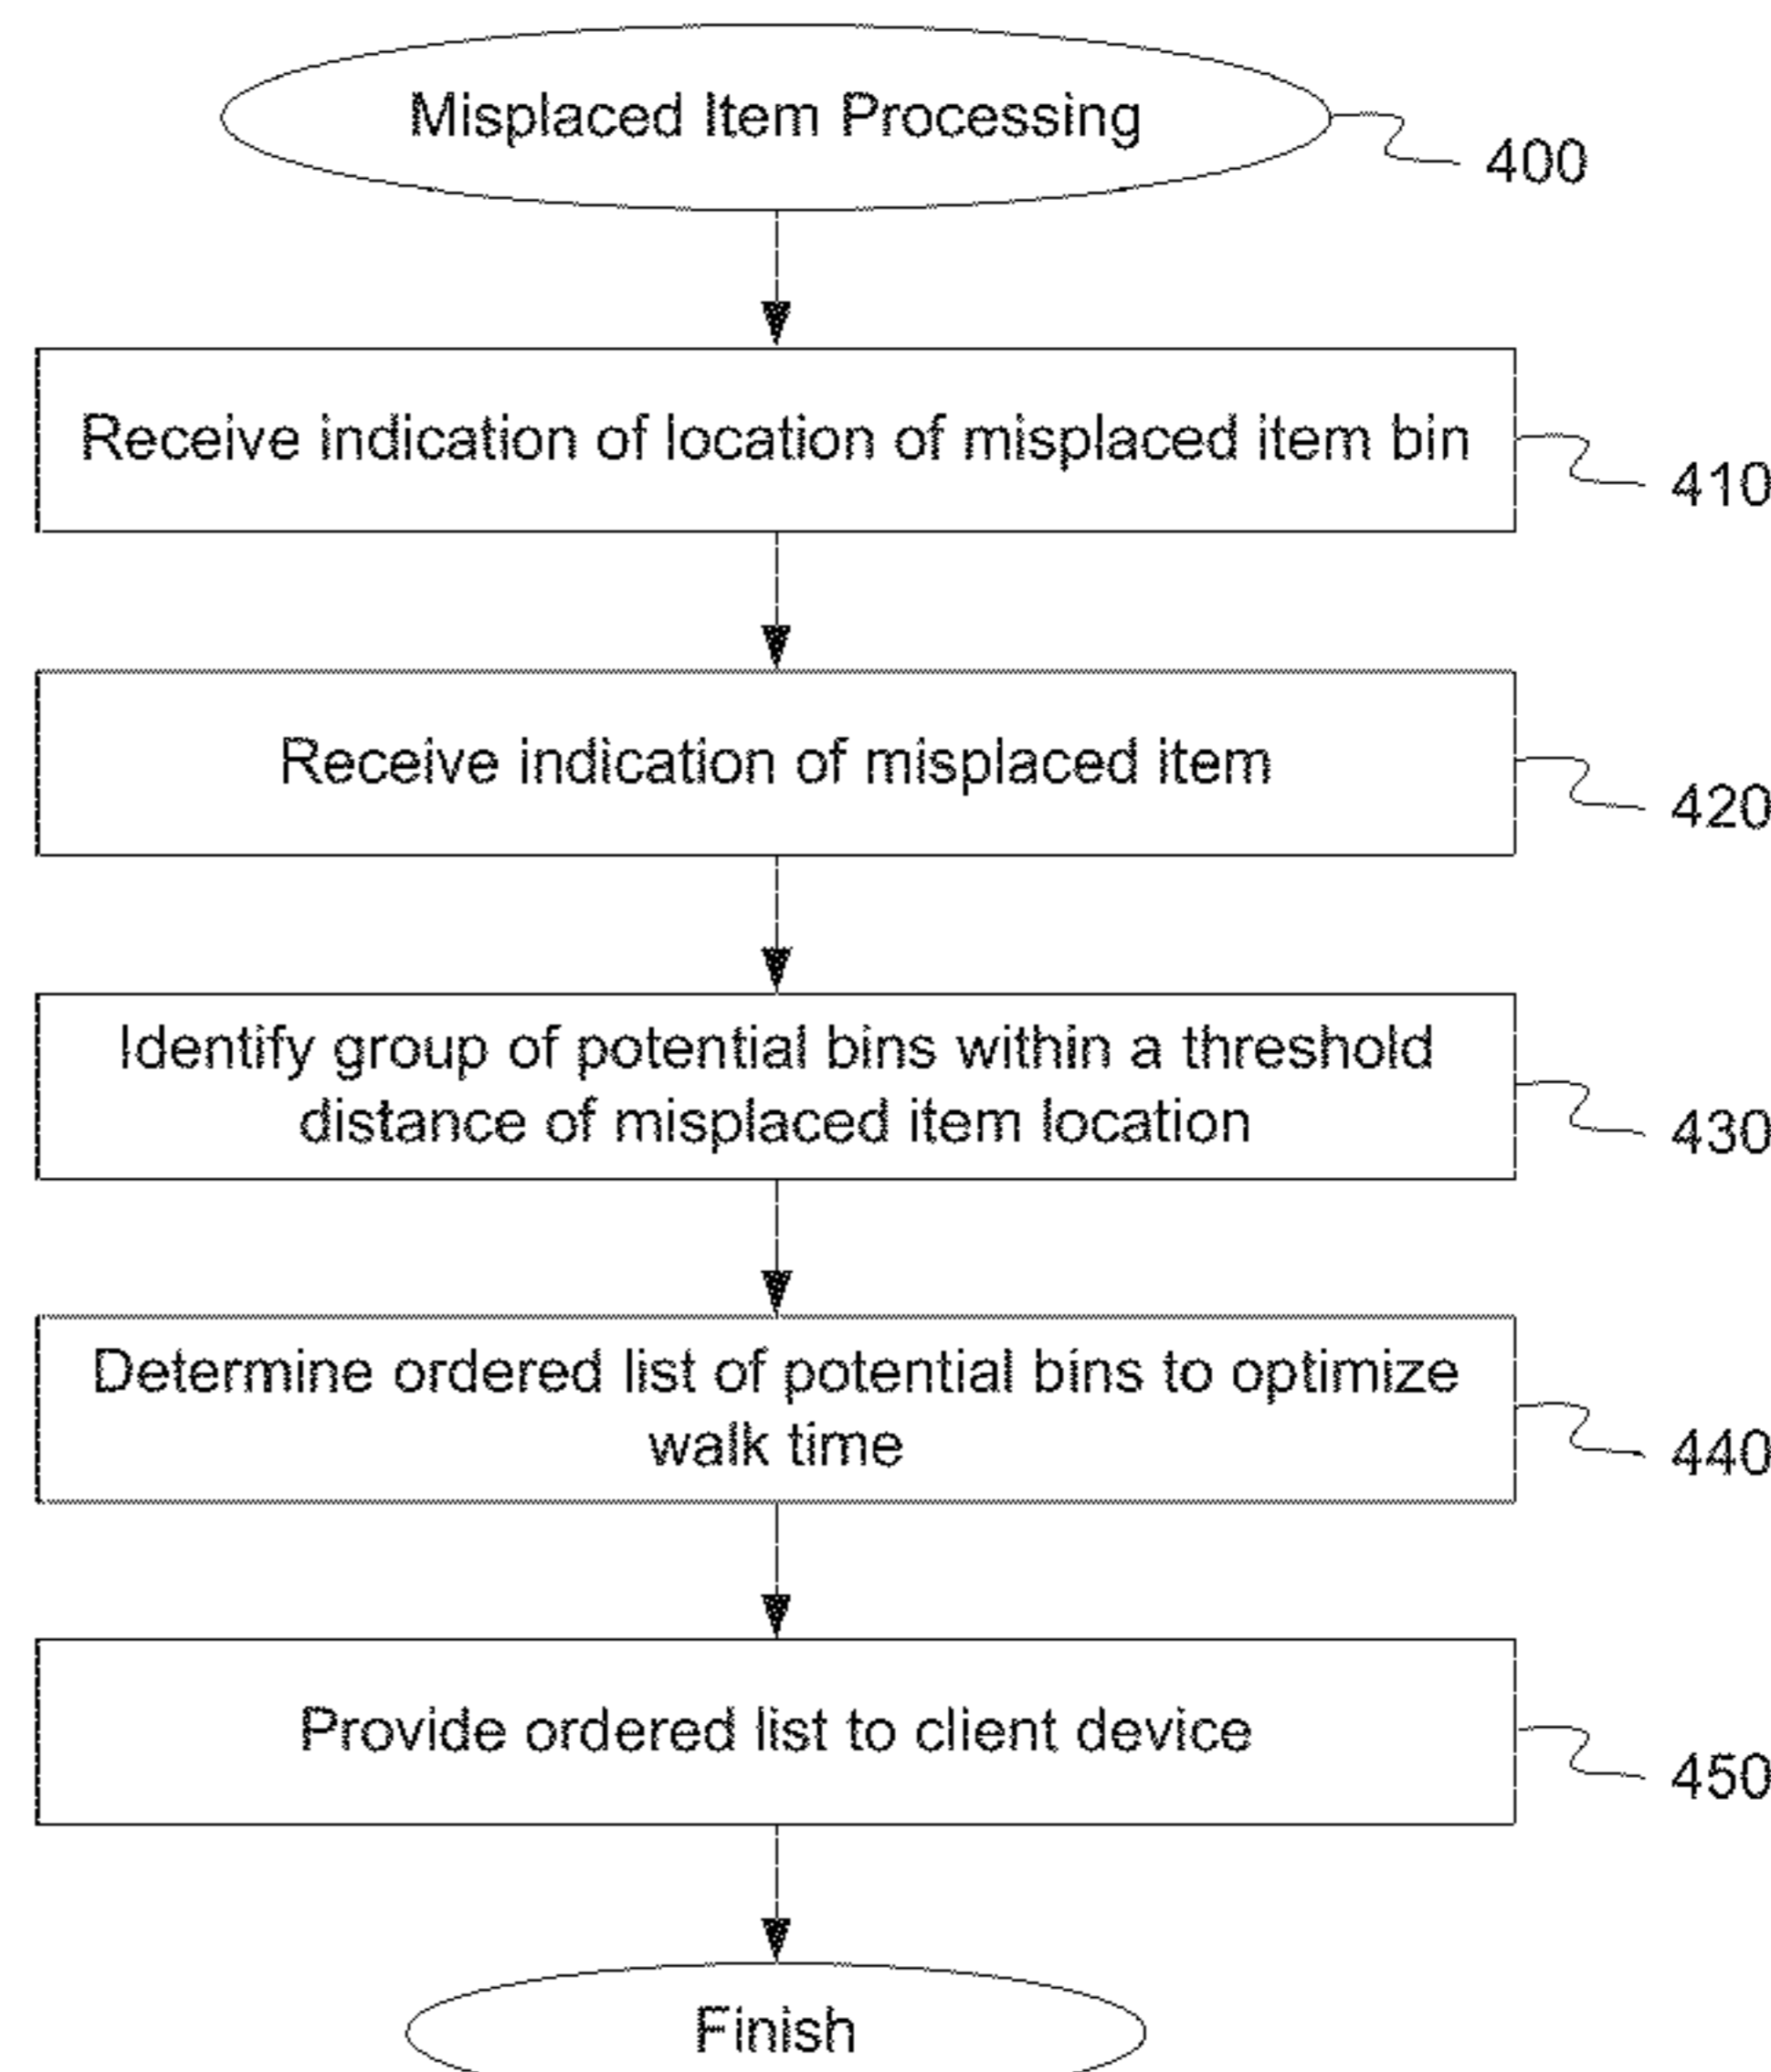 Misplaced Item Processing
400
Receive indication of location of misplaced item bin
410
Receive indication of misplaced item
420
Identify group of potential bins within a threshold
distance of misplaced item location
430
Determine ordered list of potential bins to optimize
walk time
440
Provide ordered list to client device
450
Finish